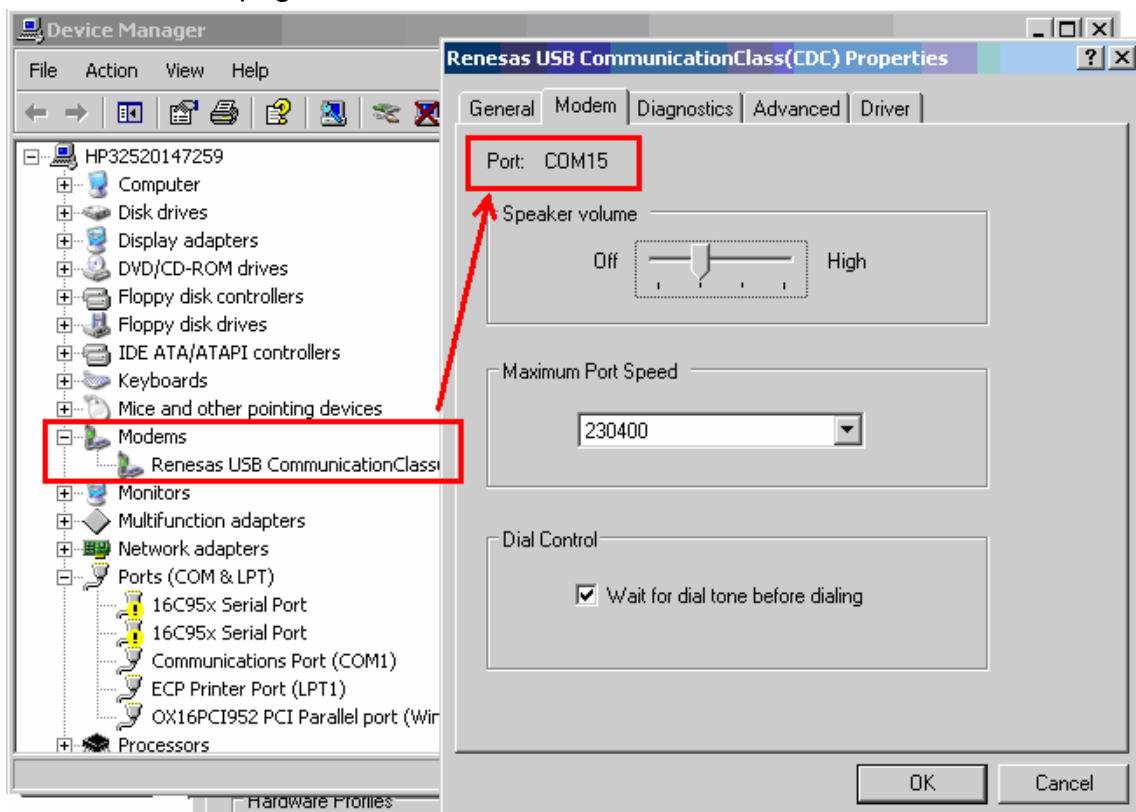 Device Manager
File Action View Help
HP32520147259
Computer
Disk drives
Display adapters
DVD/CD-ROM drives
Floppy disk controllers
Floppy disk drives
IDE ATA/ATAPI controllers
Keyboards
Mice and other pointing devices
Modems
Renesas USB CommunicationClass
Monitors
Multifunction adapters
Network adapters
Ports (COM & LPT)
16C95x Serial Port
16C95x Serial Port
Communications Port (COM1)
ECP Printer Port (LPT1)
OX16PCI952 PCI Parallel port (Wir
Processors
Renesas USB CommunicationClass(CDC) Properties
General Modem Diagnostics Advanced Driver
Port: COM15
Speaker volume
Off High
Maximum Port Speed
230400
Dial Control
Wait for dial tone before dialing
OK Cancel
Hardware Profiles